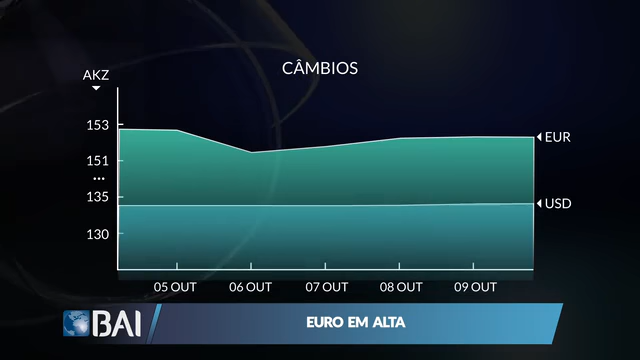 CÂMBIOS
AKZ
153
151
...
135
130
EUR
USD
05 OUT 06 OUT 07 OUT 08 OUT 09 OUT
BAI
EURO EM ALTA